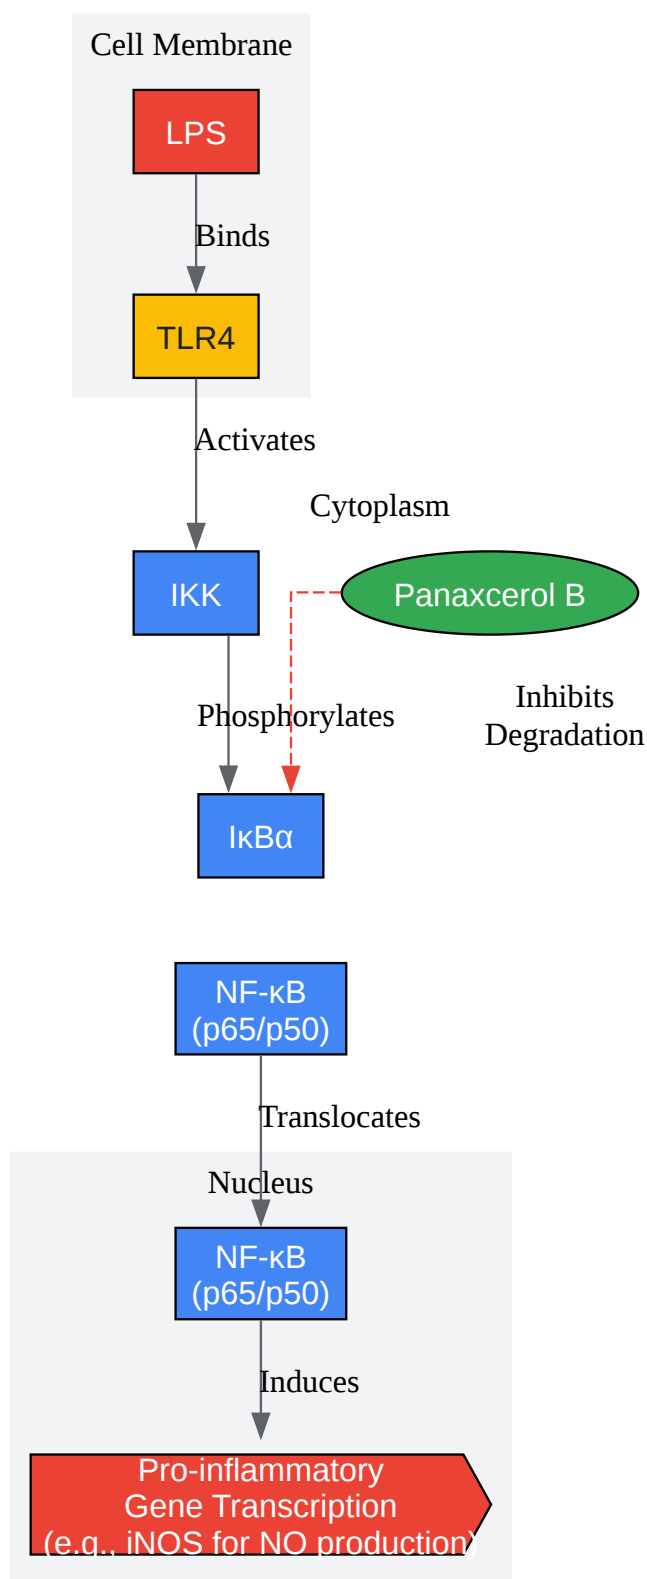 Cell Membrane
LPS
Binds
TLR4
Activates
Cytoplasm
IKK
Panaxcerol B
Phosphorylates
Inhibits
Degradation
IκBα
NF-κB
(p65/p50)
Translocates
Nucleus
NF-κB
(p65/p50)
Induces
Pro-inflammatory
Gene Transcription
(e.g., iNOS for NO production)